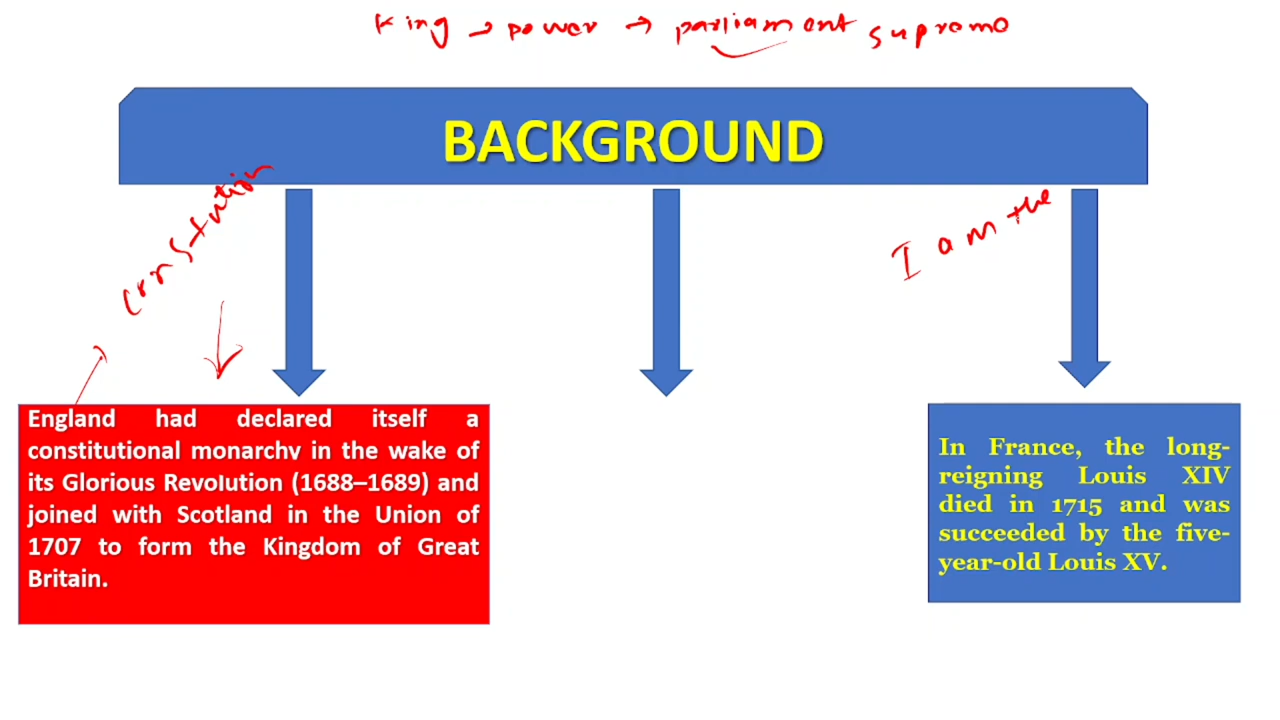 King → power → parliament supreme
BACKGROUND
constitution
I am the
England had declared itself a
constitutional monarchy in the wake of
its Glorious Revolution (1688–1689) and
joined with Scotland in the Union of
1707 to form the Kingdom of Great
Britain.
In France, the long-
reigning Louis XIV
died in 1715 and was
succeeded by the five-
year-old Louis XV.